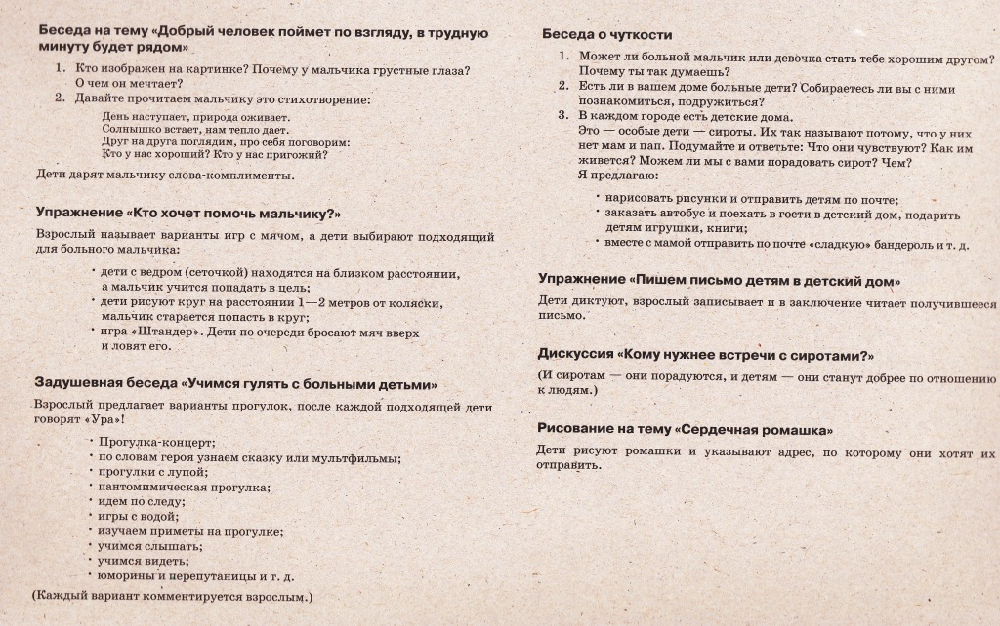 Беседа на тему «Добрый человек поймет по взгляду, в трудную
минуту будет рядом»
1. Кто изображен на картинке? Почему у мальчика грустные глаза?
О чем он мечтает?
2. Давайте прочитаем мальчику это стихотворение:
День наступает, природа оживает.
Солнышко встает, нам тепло дает.
Друг на друга поглядим, про себя поговорим:
Кто у нас хороший? Кто у нас пригожий?
Дети дарят мальчику слова-комплименты.
Упражнение «Кто хочет помочь мальчику?»
Взрослый называет варианты игр с мячом, а дети выбирают подходящий
для больного мальчика:
• дети с ведром (сеточкой) находятся на близком расстоянии,
а мальчик учится попадать в цель;
• дети рисуют круг на расстоянии 1—2 метров от коляски,
мальчик старается попасть в круг;
• игра «Штандер». Дети по очереди бросают мяч вверх
и ловят его.
Задушевная беседа «Учимся гулять с больными детьми»
Взрослый предлагает варианты прогулок, после каждой подходящей дети
говорят «Ура»!
• Прогулка-концерт;
• по словам героя узнаем сказку или мультфильмы;
• прогулки с лупой;
• пантомимическая прогулка;
• идем по следу;
• игры с водой;
• изучаем приметы на прогулке;
• учимся слышать;
• учимся видеть;
• юморины и перепутаницы и т. д.
(Каждый вариант комментируется взрослым.)
Беседа о чуткости
1. Может ли больной мальчик или девочка стать тебе хорошим другом?
Почему ты так думаешь?
2. Есть ли в вашем доме больные дети? Собираетесь ли вы с ними
познакомиться, подружиться?
3. В каждом городе есть детские дома.
Это — особые дети — сироты. Их так называют потому, что у них
нет мам и пап. Подумайте и ответьте: Что они чувствуют? Как им
живется? Можем ли мы с вами порадовать сирот? Чем?
Я предлагаю:
• нарисовать рисунки и отправить детям по почте;
• заказать автобус и поехать в гости в детский дом, подарить
детям игрушки, книги;
• вместе с мамой отправить по почте «сладкую» бандероль и т. д.
Упражнение «Пишем письмо детям в детский дом»
Дети диктуют, взрослый записывает и в заключение читает получившееся
письмо.
Дискуссия «Кому нужнее встречи с сиротами?»
(И сиротам — они порадуются, и детям — они станут добрее по отношению
к людям.)
Рисование на тему «Сердечная ромашка»
Дети рисуют ромашки и указывают адрес, по которому они хотят их
отправить.